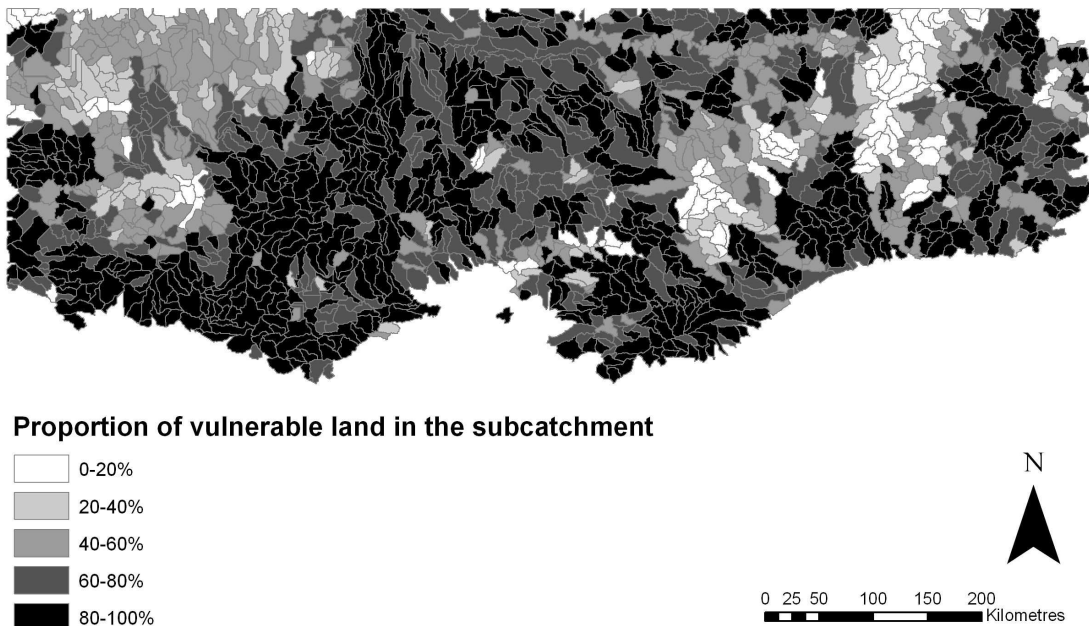 Proportion of vulnerable land in the subcatchment
0-20%
20-40%
40-60%
60-80%
80-100%
N
0 25 50 100 150 200
Kilometres